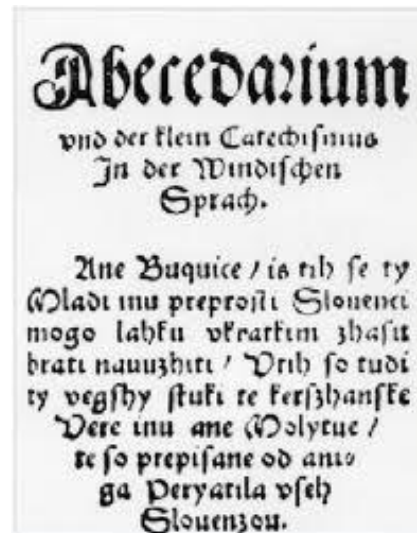 Abecedarium
vnd der klein Catechismus
In der Windischen
Sprach.
Ane Buquice / is tih se ty
Mladi inu preprosti Slouenci
mogo lahku vkratkim zhasu
brati nauuzhiti / Vtih so tudi
ty vegshy stuki te kerszhanske
Vere inu ane Molytue /
te so prepisane od aniga
ga Peryatila vseh
Slouenzou.